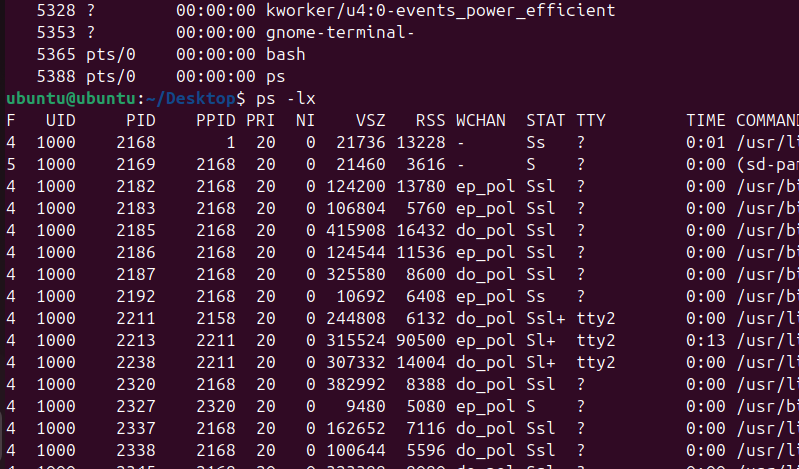 5328 ? 00:00:00 kworker/u4:0-events_power_efficient
5353 ? 00:00:00 gnome-terminal-
5365 pts/0 00:00:00 bash
5388 pts/0 00:00:00 ps
ubuntu@ubuntu:~/Desktop$ ps -lx
F UID PID PPID PRI NI VSZ RSS WCHAN STAT TTY TIME COMMAND
4 1000 2168 1 20 0 21736 13228 - Ss ? 0:01 /usr/li
5 1000 2169 2168 20 0 21460 3616 - S ? 0:00 (sd-pam
4 1000 2182 2168 20 0 124200 13780 ep_pol Ssl ? 0:00 /usr/bi
4 1000 2183 2168 20 0 106804 5760 ep_pol Ssl ? 0:00 /usr/bi
4 1000 2185 2168 20 0 415908 16432 do_pol Ssl ? 0:00 /usr/bi
4 1000 2186 2168 20 0 124544 11536 ep_pol Ssl ? 0:00 /usr/bi
4 1000 2187 2168 20 0 325580 8600 do_pol Ssl ? 0:00 /usr/bi
4 1000 2192 2168 20 0 10692 6408 ep_pol Ss ? 0:00 /usr/bi
4 1000 2211 2158 20 0 244808 6132 do_pol Ssl+ tty2 0:00 /usr/li
4 1000 2213 2211 20 0 315524 90500 ep_pol Sl+ tty2 0:13 /usr/li
4 1000 2238 2211 20 0 307332 14004 do_pol Sl+ tty2 0:00 /usr/li
4 1000 2320 2168 20 0 382992 8388 do_pol Ssl ? 0:00 /usr/li
4 1000 2327 2320 20 0 9480 5080 ep_pol S ? 0:00 /usr/bi
4 1000 2337 2168 20 0 162652 7116 do_pol Ssl ? 0:00 /usr/li
4 1000 2338 2168 20 0 100644 5596 do_pol Ssl ? 0:00 /usr/li